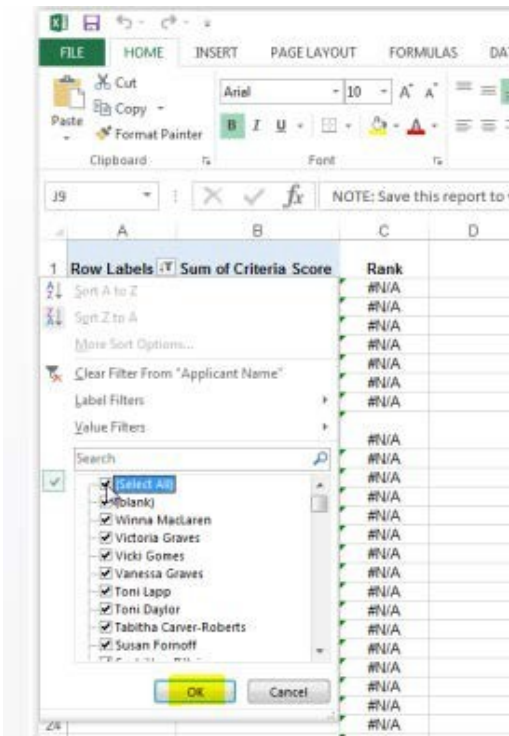 FILE HOME INSERT PAGE LAYOUT FORMULAS
Cut
Copy
Format Painter
Paste
Arial 10 A A
B I U A
Clipboard Font
J9 fx NOTE: Save this report to
A B C D
1 Row Labels Sum of Criteria Score Rank
#N/A
Sort A to Z
#N/A
Sort Z to A
#N/A
More Sort Options...
#N/A
#N/A
Clear Filter From "Applicant Name"
#N/A
Label Filters
#N/A
Value Filters
#N/A
Search
#N/A
(Select All)
#N/A
(blank)
#N/A
Winna MacLaren
#N/A
Victoria Graves
#N/A
Vicki Gomes
#N/A
Vanessa Graves
#N/A
Toni Lapp
#N/A
Toni Daylor
#N/A
Tabitha Carver-Roberts
#N/A
Susan Fornoff
#N/A
#N/A
#N/A
OK Cancel
#N/A
#N/A
24 #N/A